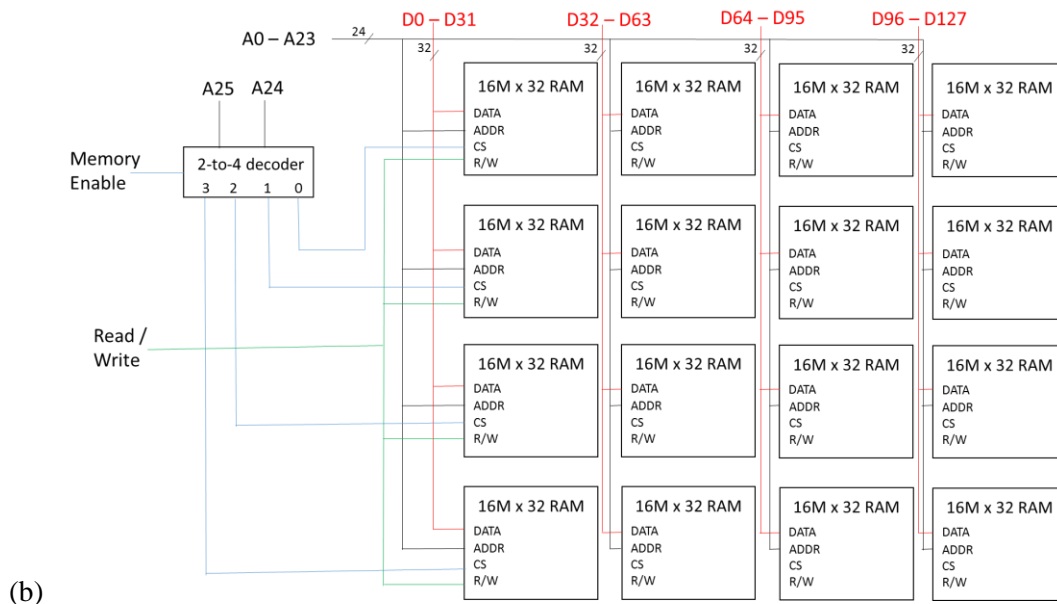 D0 – D31 D32 – D63 D64 – D95 D96 – D127
A0 – A23 24
32 32 32 32
16M x 32 RAM 16M x 32 RAM 16M x 32 RAM 16M x 32 RAM
A25 A24
DATA DATA DATA DATA
ADDR ADDR ADDR ADDR
CS CS CS CS
R/W R/W R/W R/W
Memory
Enable
2-to-4 decoder
3 2 1 0
16M x 32 RAM 16M x 32 RAM 16M x 32 RAM 16M x 32 RAM
DATA DATA DATA DATA
ADDR ADDR ADDR ADDR
CS CS CS CS
R/W R/W R/W R/W
Read /
Write
16M x 32 RAM 16M x 32 RAM 16M x 32 RAM 16M x 32 RAM
DATA DATA DATA DATA
ADDR ADDR ADDR ADDR
CS CS CS CS
R/W R/W R/W R/W
16M x 32 RAM 16M x 32 RAM 16M x 32 RAM 16M x 32 RAM
DATA DATA DATA DATA
ADDR ADDR ADDR ADDR
CS CS CS CS
R/W R/W R/W R/W
(b)